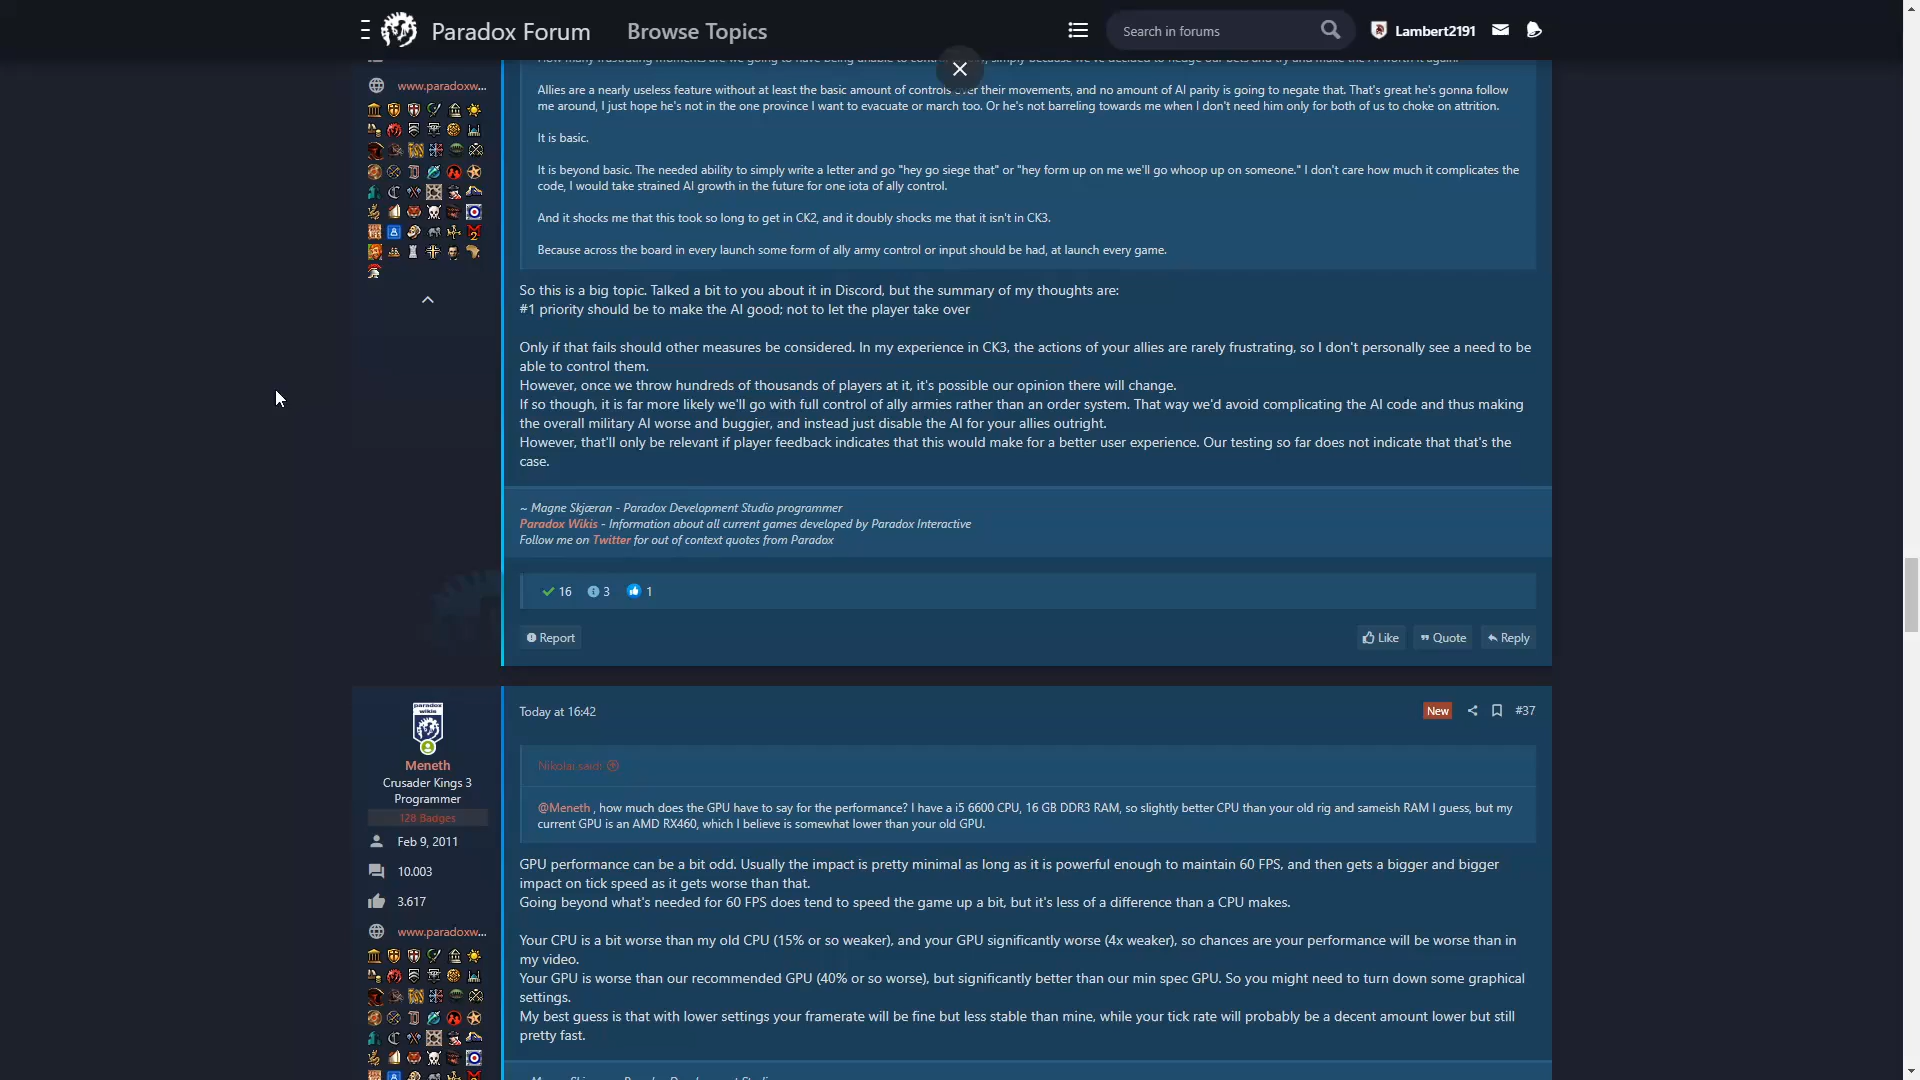 Paradox Forum
Browse Topics
Search in forums
Lambert2191
www.paradoxw...
Allies are a nearly useless feature without at least the basic amount of controls over their movements, and no amount of AI parity is going to negate that. That's great he's gonna follow
me around, I just hope he's not in the one province I want to evacuate or march too. Or he's not barreling towards me when I don't need him only for both of us to choke on attrition.
It is basic.
It is beyond basic. The needed ability to simply write a letter and go "hey go siege that" or "hey form up on me we'll go whoop up on someone." I don't care how much it complicates the
code, I would take strained AI growth in the future for one iota of ally control.
And it shocks me that this took so long to get in CK2, and it doubly shocks me that it isn't in CK3.
Because across the board in every launch some form of ally army control or input should be had, at launch every game.
So this is a big topic. Talked a bit to you about it in Discord, but the summary of my thoughts are:
#1 priority should be to make the AI good; not to let the player take over
Only if that fails should other measures be considered. In my experience in CK3, the actions of your allies are rarely frustrating, so I don't personally see a need to be
able to control them.
However, once we throw hundreds of thousands of players at it, it's possible our opinion there will change.
If so though, it is far more likely we'll go with full control of ally armies rather than an order system. That way we'd avoid complicating the AI code and thus making
the overall military AI worse and buggier, and instead just disable the AI for your allies outright.
However, that'll only be relevant if player feedback indicates that this would make for a better user experience. Our testing so far does not indicate that that's the
case.
~ Magne Skjæran - Paradox Development Studio programmer
Paradox Wikis - Information about all current games developed by Paradox Interactive
Follow me on Twitter for out of context quotes from Paradox
16 3 1
Report
Like Quote Reply
Today at 16:42
New #37
Meneth
Crusader Kings 3
Programmer
128 Badges
Feb 9, 2011
10.003
3.617
www.paradoxw...
Nikolai said:
@Meneth , how much does the GPU have to say for the performance? I have a i5 6600 CPU, 16 GB DDR3 RAM, so slightly better CPU than your old rig and sameish RAM I guess, but my
current GPU is an AMD RX460, which I believe is somewhat lower than your old GPU.
GPU performance can be a bit odd. Usually the impact is pretty minimal as long as it is powerful enough to maintain 60 FPS, and then gets a bigger and bigger
impact on tick speed as it gets worse than that.
Going beyond what's needed for 60 FPS does tend to speed the game up a bit, but it's less of a difference than a CPU makes.
Your CPU is a bit worse than my old CPU (15% or so weaker), and your GPU significantly worse (4x weaker), so chances are your performance will be worse than in
my video.
Your GPU is worse than our recommended GPU (40% or so worse), but significantly better than our min spec GPU. So you might need to turn down some graphical
settings.
My best guess is that with lower settings your framerate will be fine but less stable than mine, while your tick rate will probably be a decent amount lower but still
pretty fast.